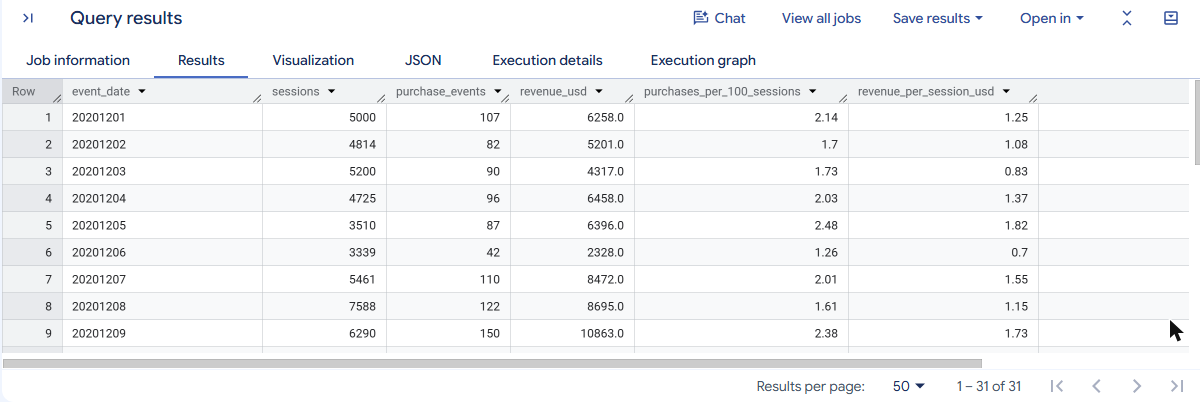 Query results Chat View all jobs Save results Open in
Job information Results Visualization JSON Execution details Execution graph
Row event_date sessions purchase_events revenue_usd purchases_per_100_sessions revenue_per_session_usd
1 20201201 5000 107 6258.0 2.14 1.25
2 20201202 4814 82 5201.0 1.7 1.08
3 20201203 5200 90 4317.0 1.73 0.83
4 20201204 4725 96 6458.0 2.03 1.37
5 20201205 3510 87 6396.0 2.48 1.82
6 20201206 3339 42 2328.0 1.26 0.7
7 20201207 5461 110 8472.0 2.01 1.55
8 20201208 7588 122 8695.0 1.61 1.15
9 20201209 6290 150 10863.0 2.38 1.73
Results per page: 50 1 – 31 of 31